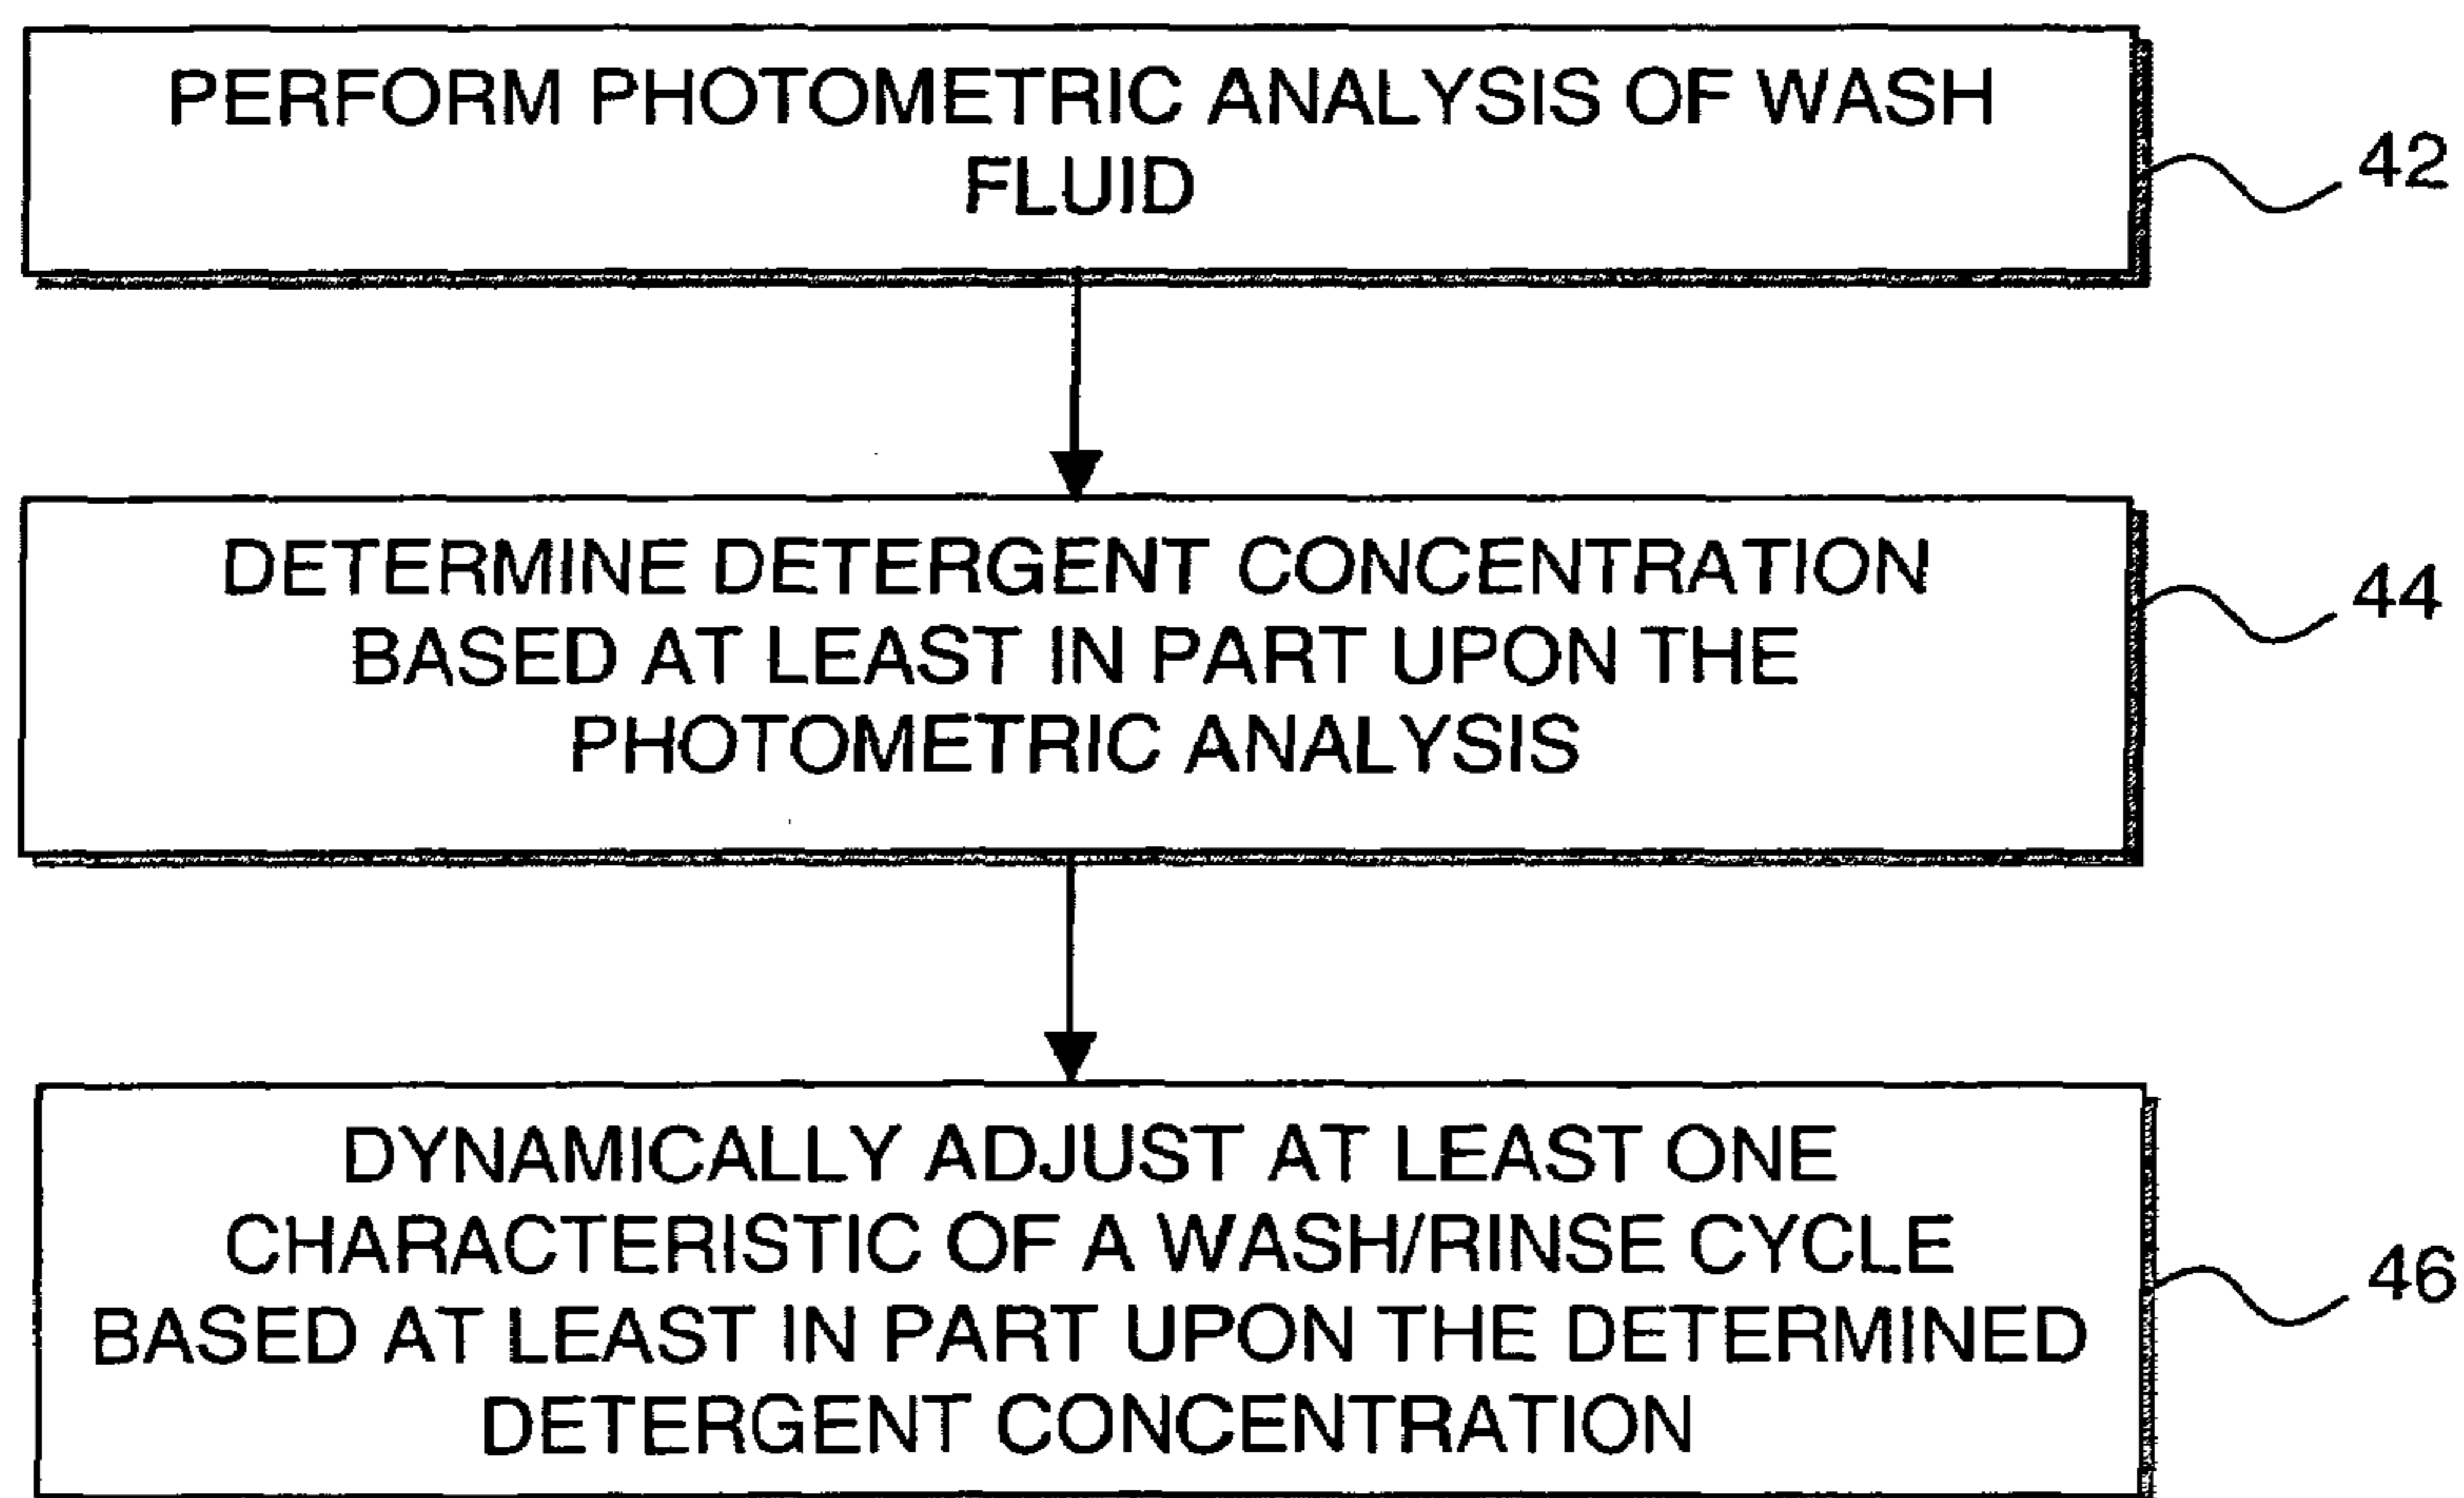 PERFORM PHOTOMETRIC ANALYSIS OF WASH
FLUID
42
DETERMINE DETERGENT CONCENTRATION
BASED AT LEAST IN PART UPON THE
PHOTOMETRIC ANALYSIS
44
DYNAMICALLY ADJUST AT LEAST ONE
CHARACTERISTIC OF A WASH/RINSE CYCLE
BASED AT LEAST IN PART UPON THE DETERMINED
DETERGENT CONCENTRATION
46